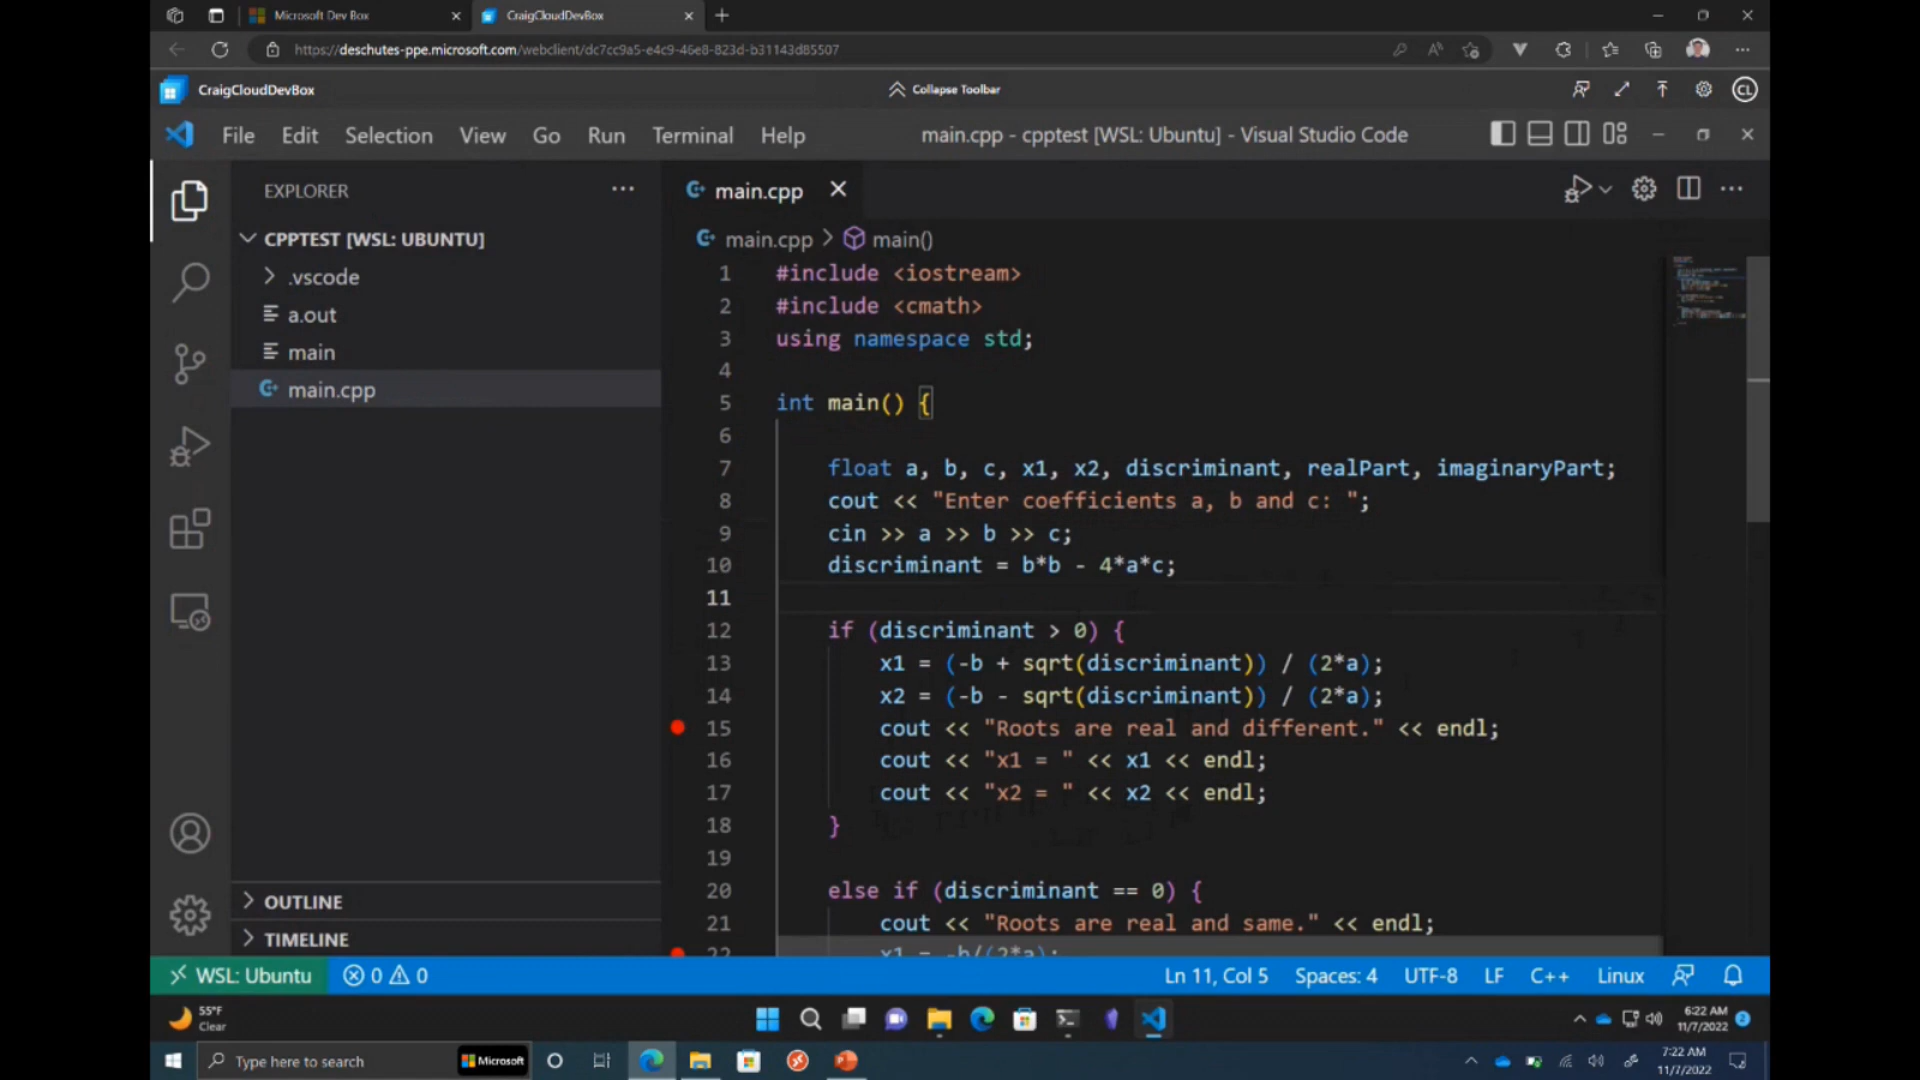 Microsoft Dev Box
CraigCloudDevBox
https://deschutes-ppe.microsoft.com/webclient/dc7cc9a5-e4c9-46e8-823d-b31143d85507
CraigCloudDevBox
Collapse Toolbar
CL
File Edit Selection View Go Run Terminal Help
main.cpp - cpptest [WSL: Ubuntu] - Visual Studio Code
EXPLORER
CPPTEST [WSL: UBUNTU]
.vscode
a.out
main
main.cpp
OUTLINE
TIMELINE
main.cpp
main.cpp > main()
1 #include <iostream>
2 #include <cmath>
3 using namespace std;
4
5 int main() {
6
7 float a, b, c, x1, x2, discriminant, realPart, imaginaryPart;
8 cout << "Enter coefficients a, b and c: ";
9 cin >> a >> b >> c;
10 discriminant = b*b - 4*a*c;
11
12 if (discriminant > 0) {
13 x1 = (-b + sqrt(discriminant)) / (2*a);
14 x2 = (-b - sqrt(discriminant)) / (2*a);
15 cout << "Roots are real and different." << endl;
16 cout << "x1 = " << x1 << endl;
17 cout << "x2 = " << x2 << endl;
18 }
19
20 else if (discriminant == 0) {
21 cout << "Roots are real and same." << endl;
22 x1 = -b/(2*a);
WSL: Ubuntu 0 0
Ln 11, Col 5 Spaces: 4 UTF-8 LF C++ Linux
55°F
Clear
6:22 AM
11/7/2022
2
Type here to search
Microsoft
7:22 AM
11/7/2022